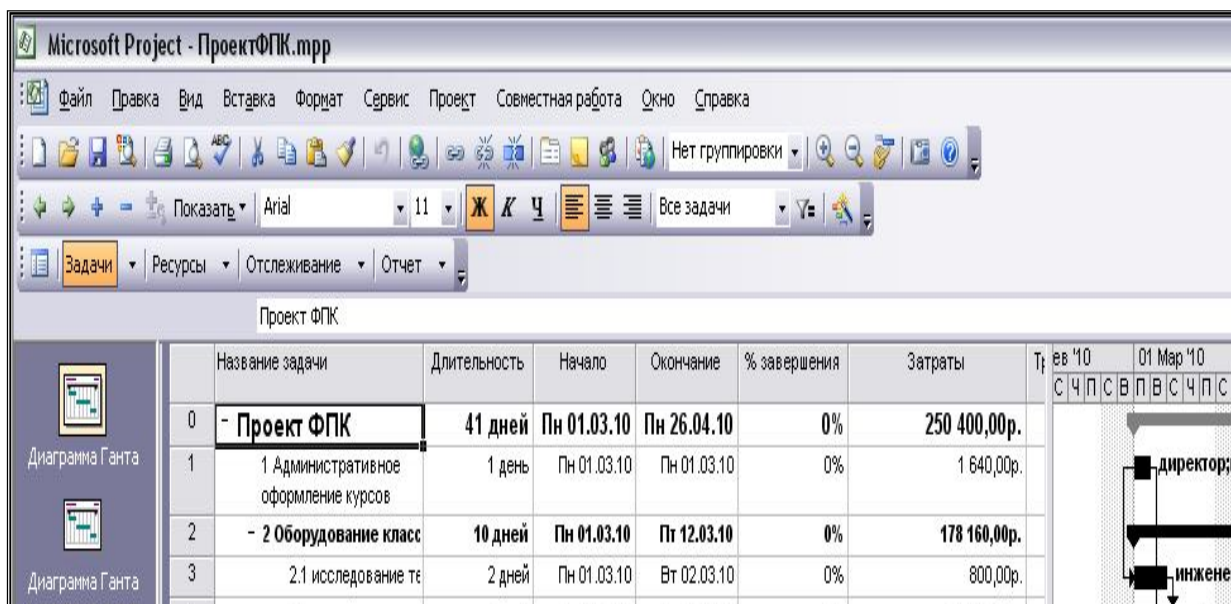 Microsoft Project - ПроектФПК.mpp
Файл Правка Вид Вставка Формат Сервис Проект Совместная работа Окно Справка
ABC Нет группировки
Показать Arial 11 Ж К Ч Все задачи
Задачи Ресурсы Отслеживание Отчет
Проект ФПК
Название задачи Длительность Начало Окончание % завершения Затраты Тр ев '10 01 Мар '10
С Ч П С В П В С Ч П С
0 - Проект ФПК 41 дней Пн 01.03.10 Пн 26.04.10 0% 250 400,00р.
Диаграмма Ганта
1 1 Административное оформление курсов 1 день Пн 01.03.10 Пн 01.03.10 0% 1 640,00р. директор;
2 - 2 Оборудование класс 10 дней Пн 01.03.10 Пт 12.03.10 0% 178 160,00р.
Диаграмма Ганта
3 2.1 исследование те 2 дней Пн 01.03.10 Вт 02.03.10 0% 800,00р. инжене